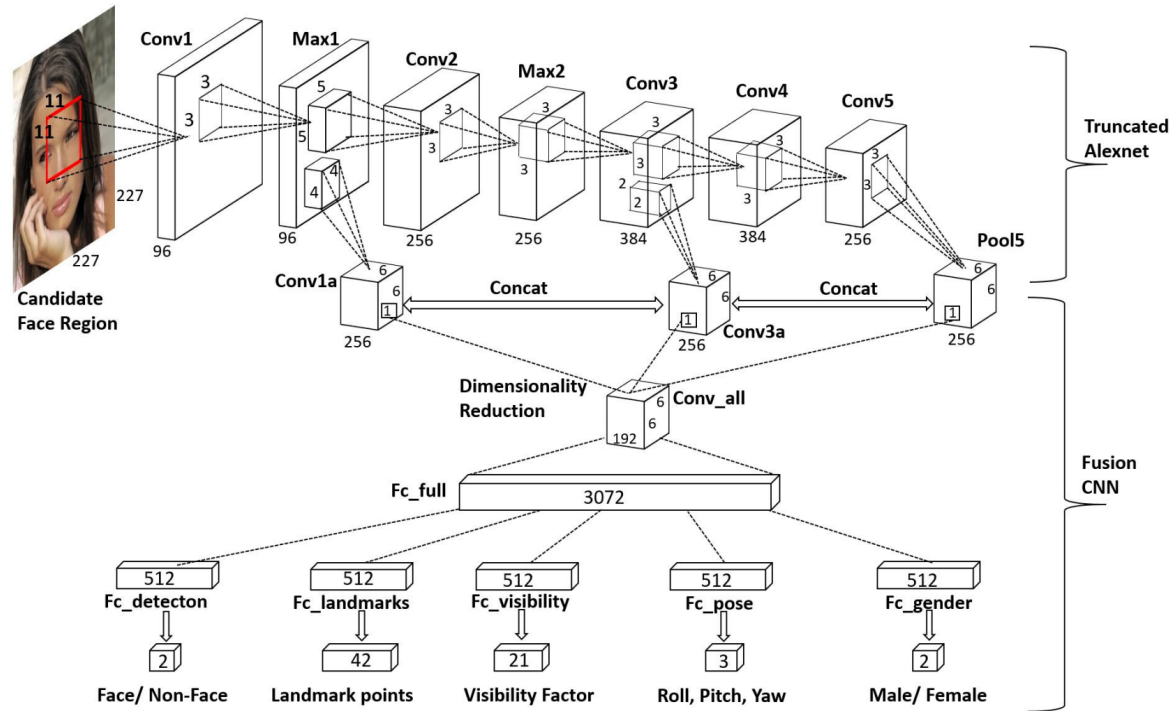 Conv1
Max1
Conv2
Max2
Conv3
Conv4
Conv5
11
11
3
3
5
5
4
4
3
3
3
3
3
3
2
2
3
3
3
3
227
227
96
96
256
256
384
384
256
Truncated
Alexnet
Candidate
Face Region
Conv1a
6
6
1
256
Concat
6
6
1
256
Conv3a
Concat
Pool5
6
6
1
256
Dimensionality
Reduction
6
6
192
Conv_all
Fc_full
3072
Fusion
CNN
512
512
512
512
512
Fc_detecton
Fc_landmarks
Fc_visibility
Fc_pose
Fc_gender
2
42
21
3
2
Face/ Non-Face
Landmark points
Visibility Factor
Roll, Pitch, Yaw
Male/ Female